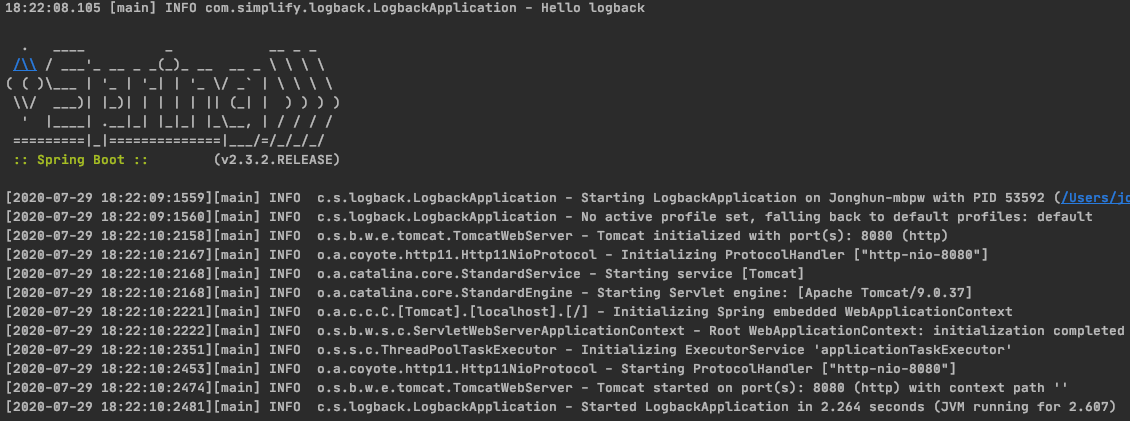 18:22:08.105 [main] INFO com.simplify.logback.LogbackApplication - Hello logback
  .   ____          _            __ _ _
 /\\ / ___'_ __ _ _(_)_ __  __ _ \ \ \ \
( ( )\___ | '_ | '_| | '_ \/ _` | \ \ \ \
 \\/  ___)| |_)| | | | | || (_| |  ) ) ) )
  '  |____| .__|_| |_|_| |_\__, | / / / /
 =========|_|==============|___/=/_/_/_/
 :: Spring Boot ::        (v2.3.2.RELEASE)
[2020-07-29 18:22:09:1559][main] INFO  c.s.logback.LogbackApplication - Starting LogbackApplication on Jonghun-mbpw with PID 53592 (/Users/jo
[2020-07-29 18:22:09:1560][main] INFO  c.s.logback.LogbackApplication - No active profile set, falling back to default profiles: default
[2020-07-29 18:22:10:2158][main] INFO  o.s.b.w.e.tomcat.TomcatWebServer - Tomcat initialized with port(s): 8080 (http)
[2020-07-29 18:22:10:2167][main] INFO  o.a.coyote.http11.Http11NioProtocol - Initializing ProtocolHandler ["http-nio-8080"]
[2020-07-29 18:22:10:2168][main] INFO  o.a.catalina.core.StandardService - Starting service [Tomcat]
[2020-07-29 18:22:10:2168][main] INFO  o.a.catalina.core.StandardEngine - Starting Servlet engine: [Apache Tomcat/9.0.37]
[2020-07-29 18:22:10:2221][main] INFO  o.a.c.c.C.[Tomcat].[localhost].[/] - Initializing Spring embedded WebApplicationContext
[2020-07-29 18:22:10:2222][main] INFO  o.s.b.w.s.c.ServletWebServerApplicationContext - Root WebApplicationContext: initialization completed
[2020-07-29 18:22:10:2351][main] INFO  o.s.s.c.ThreadPoolTaskExecutor - Initializing ExecutorService 'applicationTaskExecutor'
[2020-07-29 18:22:10:2453][main] INFO  o.a.coyote.http11.Http11NioProtocol - Starting ProtocolHandler ["http-nio-8080"]
[2020-07-29 18:22:10:2474][main] INFO  o.s.b.w.e.tomcat.TomcatWebServer - Tomcat started on port(s): 8080 (http) with context path ''
[2020-07-29 18:22:10:2481][main] INFO  c.s.logback.LogbackApplication - Started LogbackApplication in 2.264 seconds (JVM running for 2.607)